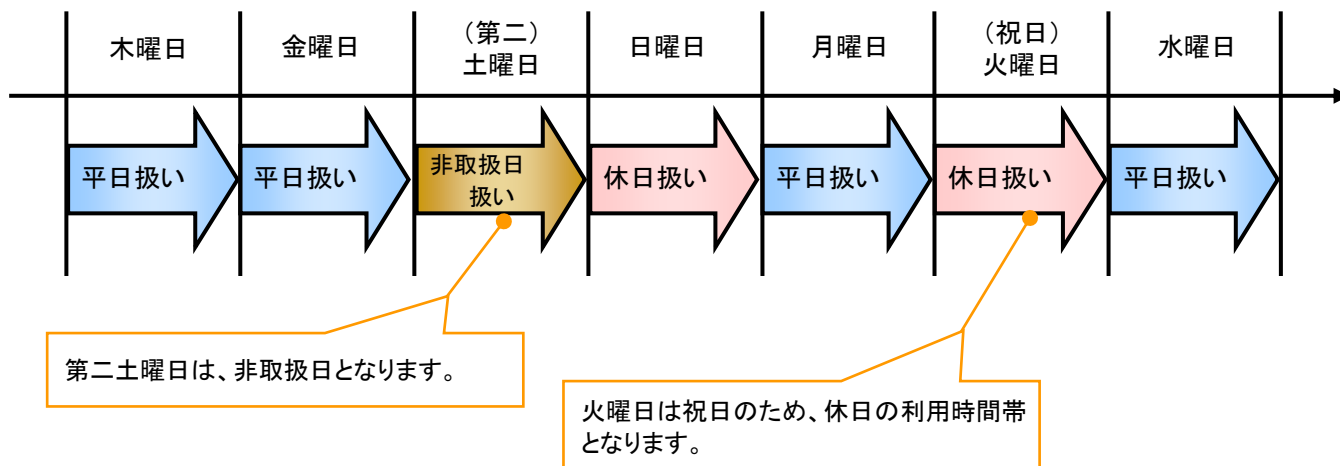 木曜日
金曜日
（第二）
土曜日
日曜日
月曜日
（祝日）
火曜日
水曜日
平日扱い
平日扱い
非取扱日
扱い
休日扱い
平日扱い
休日扱い
平日扱い
第二土曜日は、非取扱日となります。
火曜日は祝日のため、休日の利用時間帯
となります。